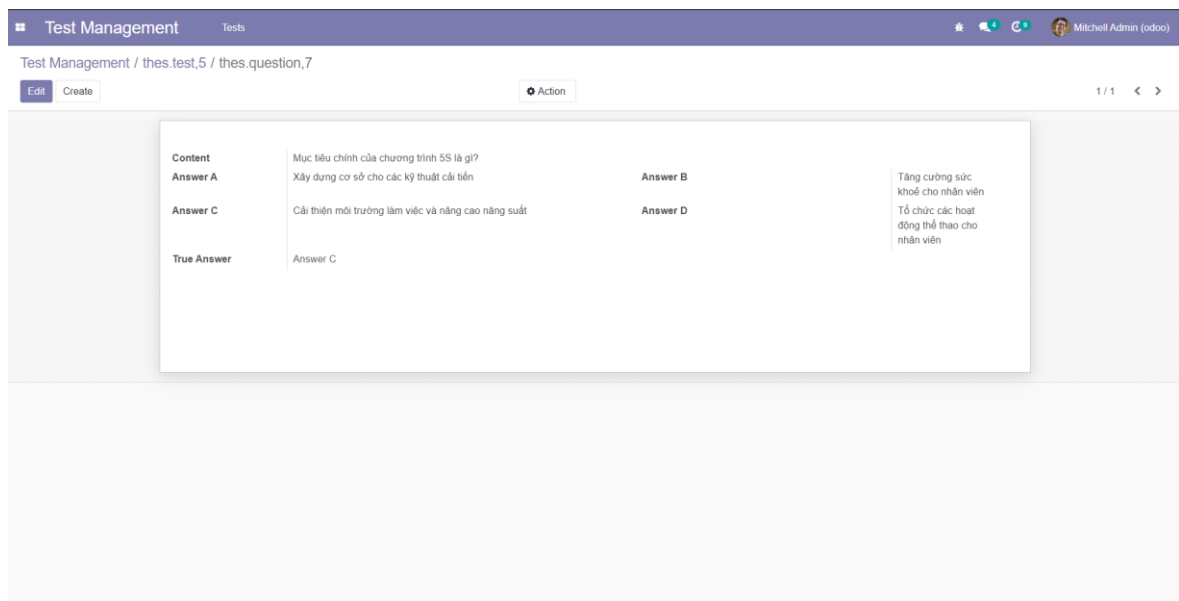 Test Management Tests 4 9 Mitchell Admin (odoo)
Test Management / thes.test,5 / thes.question,7
Edit Create Action 1 / 1
Content Mục tiêu chính của chương trình 5S là gì?
Answer A Xây dựng cơ sở cho các kỹ thuật cải tiến Answer B Tăng cường sức
khoẻ cho nhân viên
Answer C Cải thiện môi trường làm việc và nâng cao năng suất Answer D Tổ chức các hoạt
động thể thao cho
nhân viên
True Answer Answer C